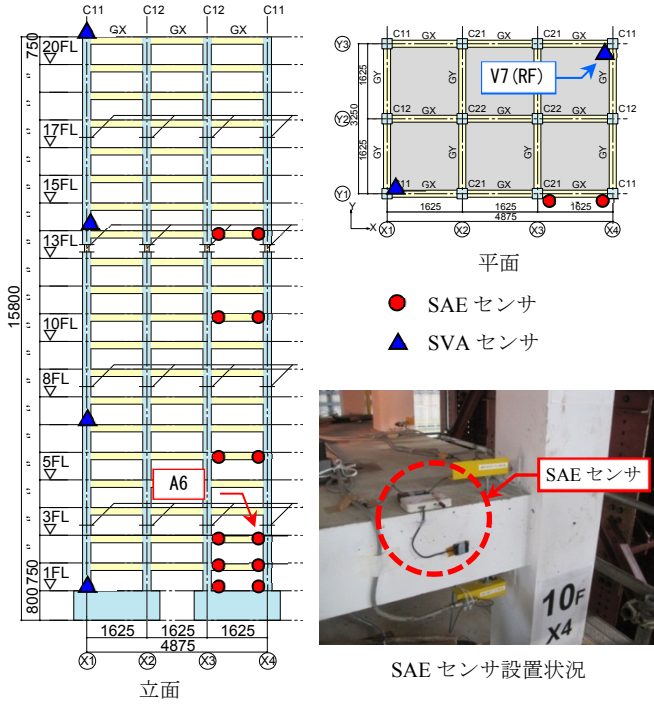 C11 C12 C12 C11
GX GX GX
750
20FL
17FL
15FL
13FL
10FL
8FL
5FL
3FL
1FL
15800
800 750
A6
1625 1625 1625
4875
X1 X2 X3 X4
立面
C11 GX C21 GX C21 GX C11
Y3
GY GY GY GY
1625
V7(RF)
3250
C12 GX C22 GX C22 GX C12
Y2
GY GY GY GY
1625
C11 GX C21 GX C21 GX C11
Y1
Y
X
1625 1625 1625
4875
X1 X2 X3 X4
平面
SAE センサ
SVA センサ
SAE センサ
10F
X4
SAE センサ設置状況